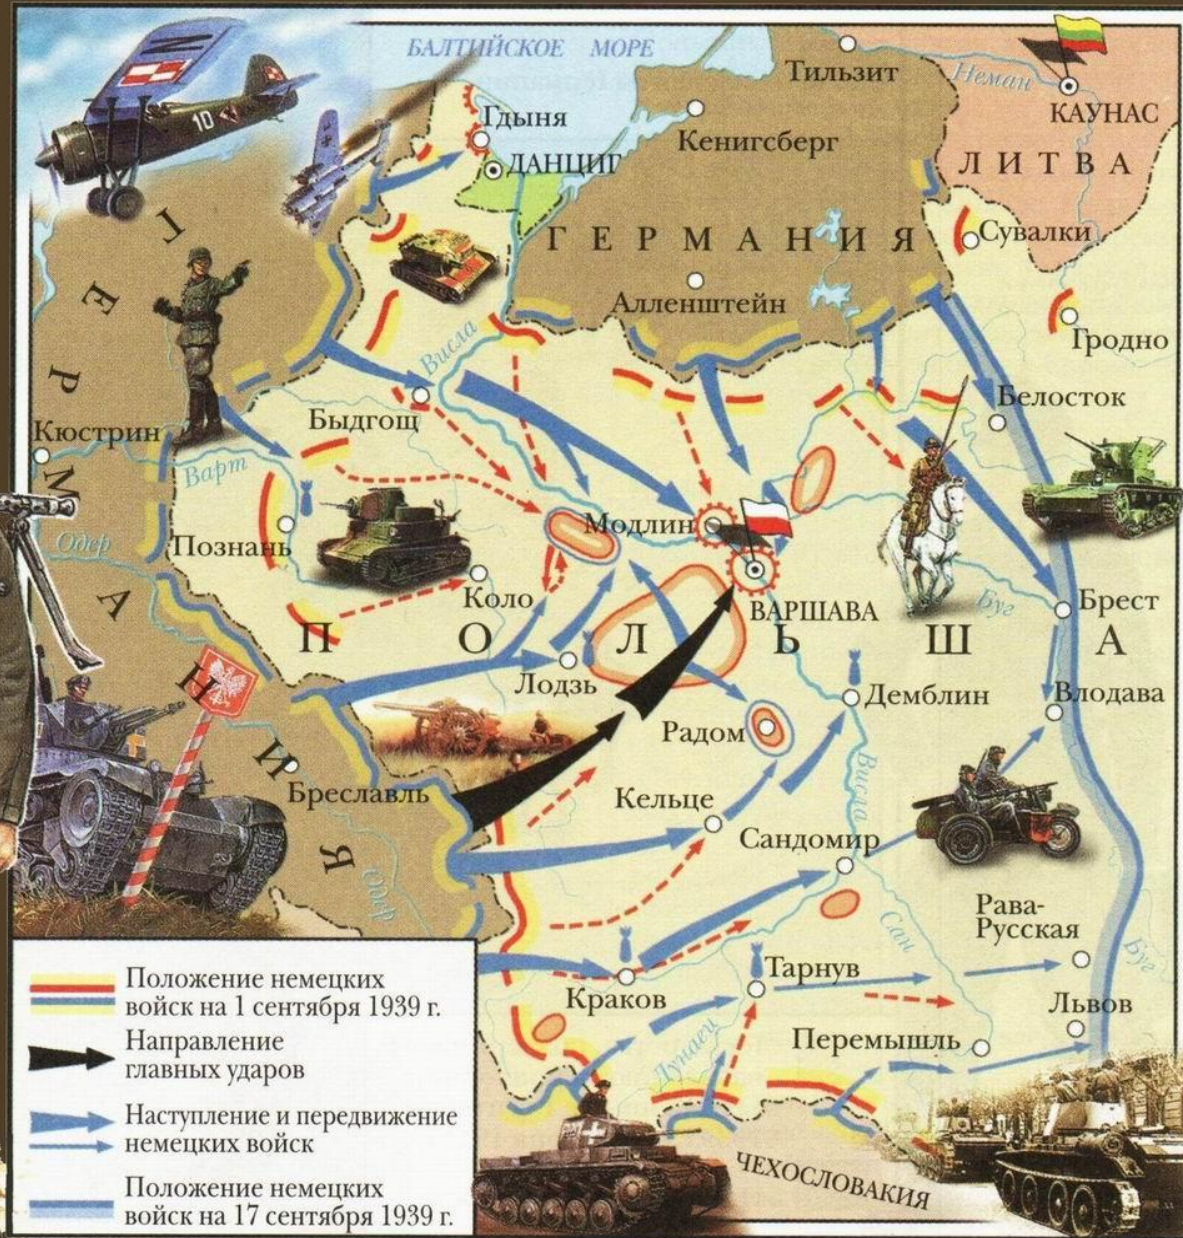 БАЛТИЙСКОЕ МОРЕ
10
Тильзит
Неман
КАУНАС
ЛИТВА
Гдыня
ДАНЦИГ
Кенигсберг
ГЕРМАНИЯ
Сувалки
Алленштейн
Гродно
ГЕРМАНИЯ
Висла
Быдгощ
Белосток
Кюстрин
Варт
Модлин
Познань
Одер
Коло
ВАРШАВА
Буг
Брест
ПОЛЬША
Лодзь
Демблин
Влодава
Радом
Висла
Бреславль
Кельце
Сандомир
Одер
Рава-
Русская
Сан
Буг
Тарнув
Краков
Львов
Дунаец
Перемышль
ЧЕХОСЛОВАКИЯ
Положение немецких
войск на 1 сентября 1939 г.
Направление
главных ударов
Наступление и передвижение
немецких войск
Положение немецких
войск на 17 сентября 1939 г.